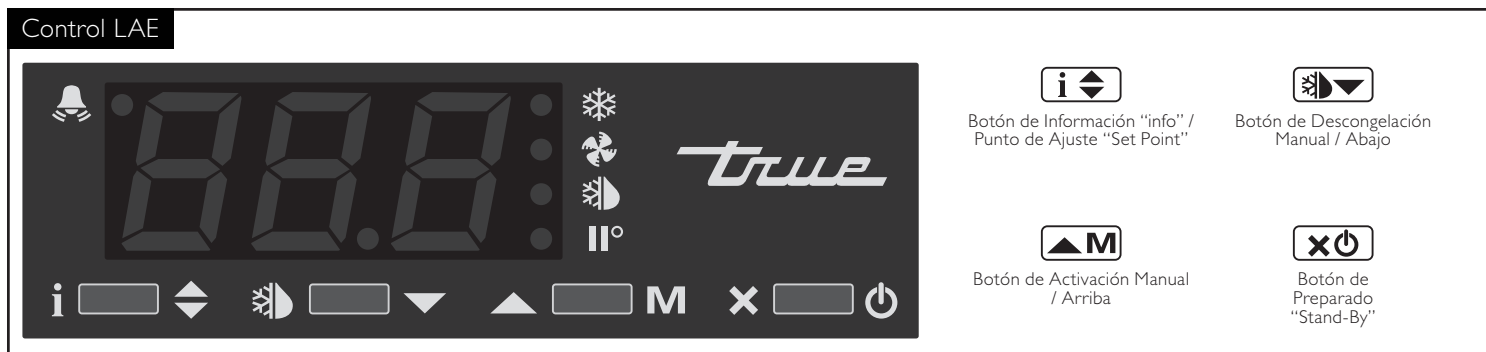 Control LAE
true
i
M
i
Botón de Información “info” /
Punto de Ajuste “Set Point”
Botón de Descongelación
Manual / Abajo
M
Botón de Activación Manual
/ Arriba
Botón de
Preparado
“Stand-By”